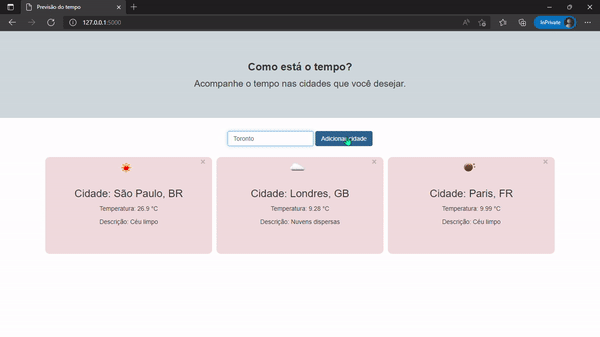 Previsão do tempo
127.0.0.1:5000
InPrivate
Como está o tempo?
Acompanhe o tempo nas cidades que você desejar.
Toronto
Adicionar cidade
Cidade: São Paulo, BR
Temperatura: 26.9 °C
Descrição: Céu limpo
Cidade: Londres, GB
Temperatura: 9.28 °C
Descrição: Nuvens dispersas
Cidade: Paris, FR
Temperatura: 9.99 °C
Descrição: Céu limpo